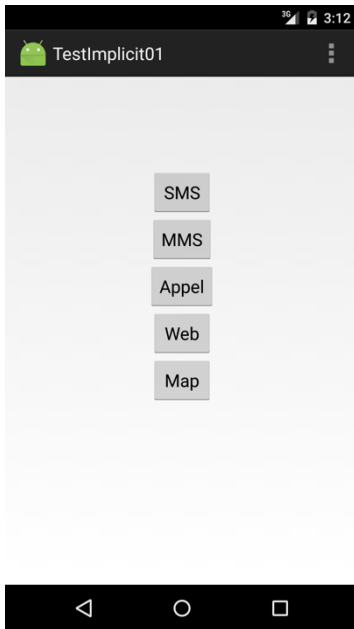 3G 3:12
TestImplicit01
SMS
MMS
Appel
Web
Map